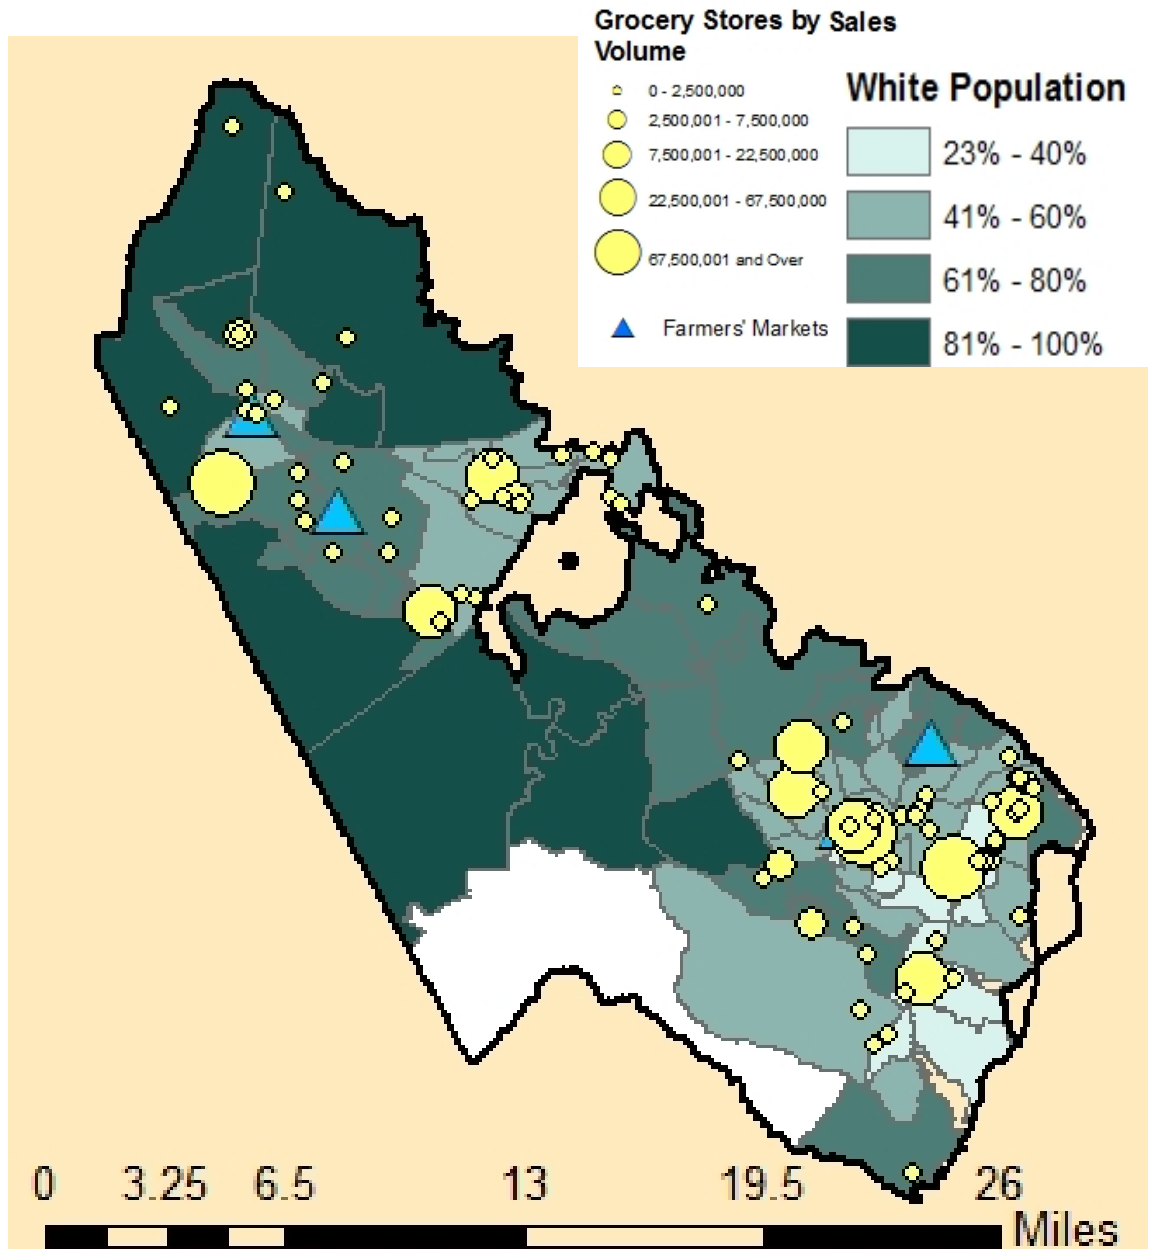 Grocery Stores by Sales
Volume
0 - 2,500,000
2,500,001 - 7,500,000
7,500,001 - 22,500,000
22,500,001 - 67,500,000
67,500,001 and Over
Farmers' Markets
White Population
23% - 40%
41% - 60%
61% - 80%
81% - 100%
0 3.25 6.5 13 19.5 26
Miles